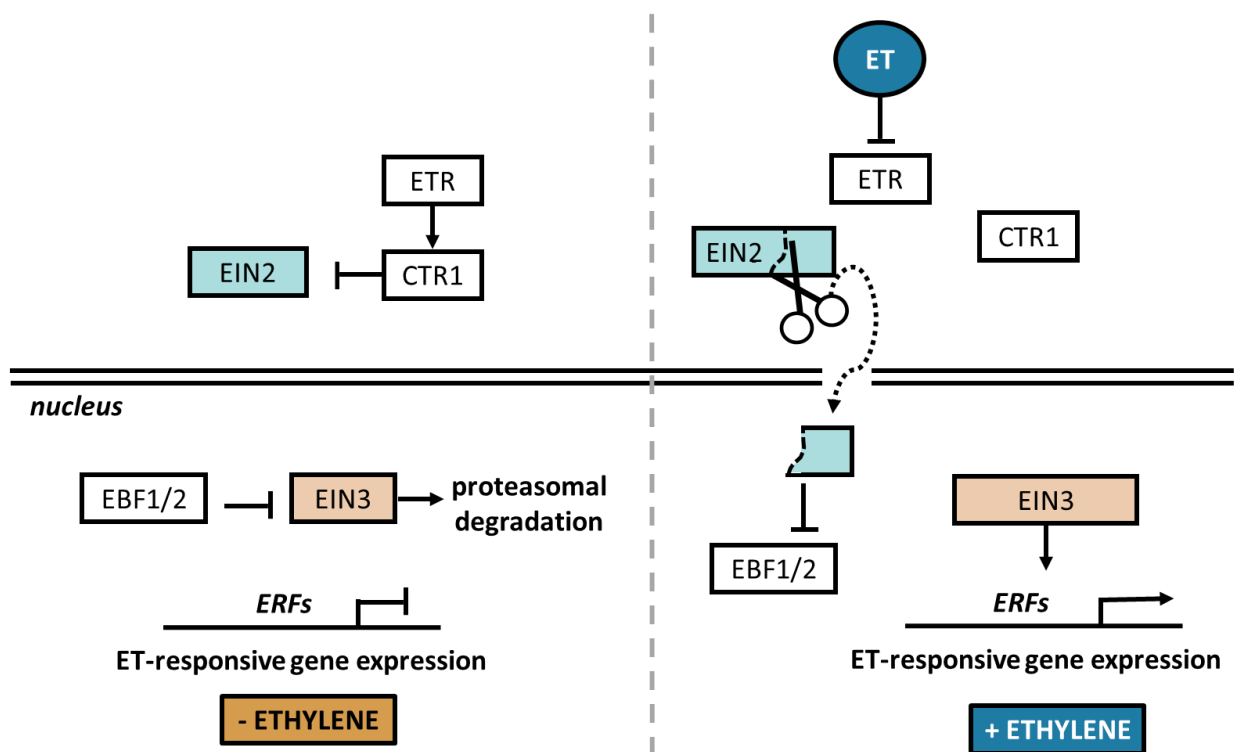 ETR
CTR1
EIN2
nucleus
EBF1/2
EIN3
proteasomal
degradation
ERFs
ET-responsive gene expression
- ETHYLENE
ET
ETR
CTR1
EIN2
EBF1/2
EIN3
ERFs
ET-responsive gene expression
+ ETHYLENE